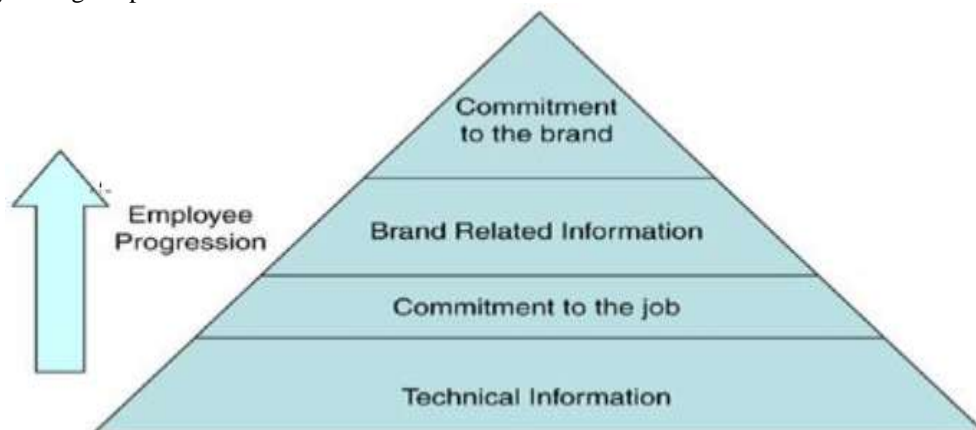 Commitment
to the brand
Employee
Progression
Brand Related Information
Commitment to the job
Technical Information